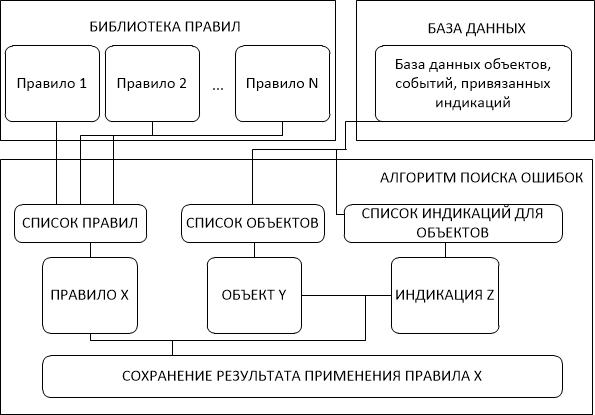 БИБЛИОТЕКА ПРАВИЛ
БАЗА ДАННЫХ
Правило 1
Правило 2
...
Правило N
База данных объектов,
событий, привязанных
индикаций
АЛГОРИТМ ПОИСКА ОШИБОК
СПИСОК ПРАВИЛ
СПИСОК ОБЪЕКТОВ
СПИСОК ИНДИКАЦИЙ ДЛЯ
ОБЪЕКТОВ
ПРАВИЛО X
ОБЪЕКТ Y
ИНДИКАЦИЯ Z
СОХРАНЕНИЕ РЕЗУЛЬТАТА ПРИМЕНЕНИЯ ПРАВИЛА X